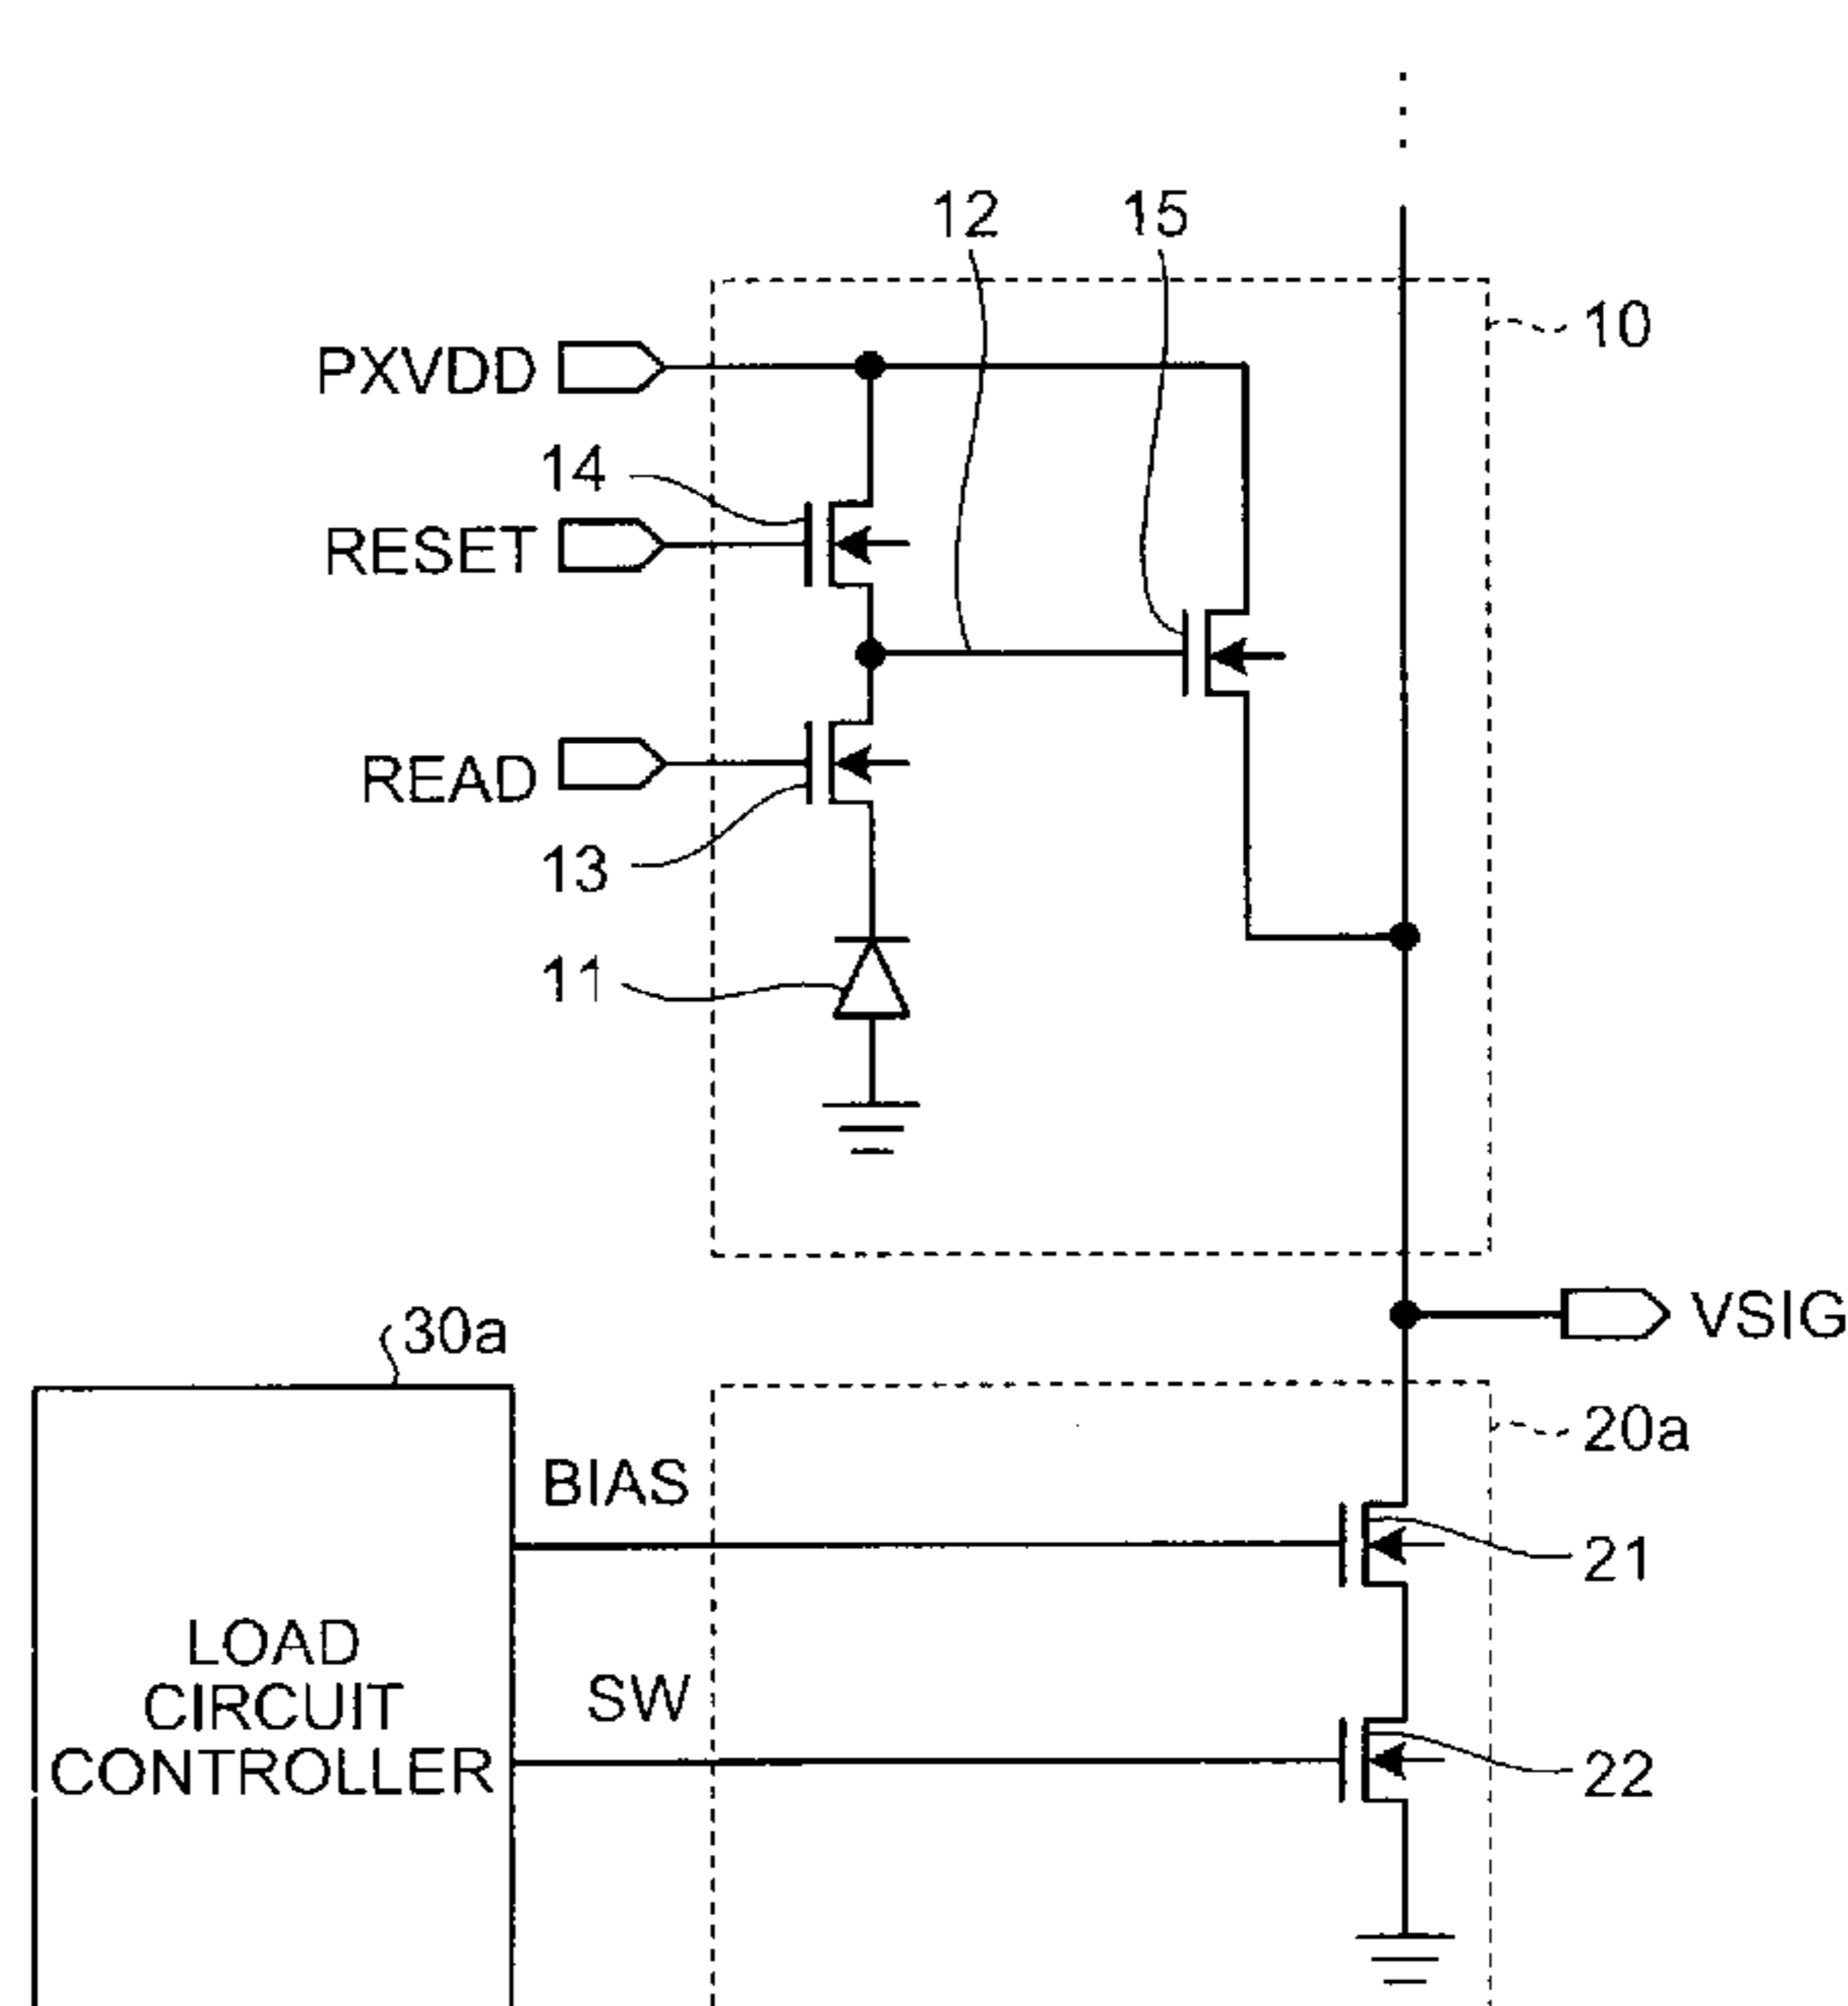 12
15
10
PXVDD
14
RESET
READ
13
11
VSIG
30a
20a
BIAS
21
LOAD
CIRCUIT
CONTROLLER
SW
22